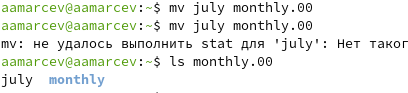 aamarcev@aamarcev:~$ mv july monthly.00
aamarcev@aamarcev:~$ mv july monthly.00
mv: не удалось выполнить stat для 'july': Нет таког
aamarcev@aamarcev:~$ ls monthly.00
july  monthly